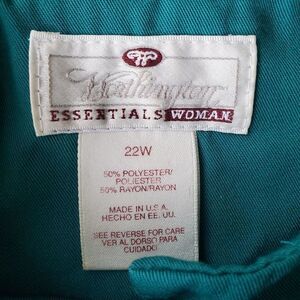 Worthington
ESSENTIALS WOMAN
22W
50% POLYESTER/
POLIESTER
50% RAYON/RAYON
MADE IN U.S.A.
HECHO EN EE. UU.
SEE REVERSE FOR CARE
VER AL DORSO PARA
CUIDADO